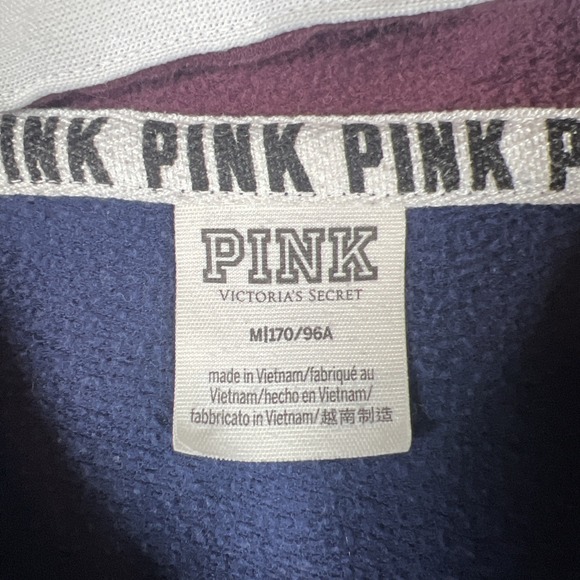 INK PINK PINK P
PINK
VICTORIA'S SECRET
M|170/96A
made in Vietnam/fabriqué au
Vietnam/hecho en Vietnam/
fabbricato in Vietnam/越南制造